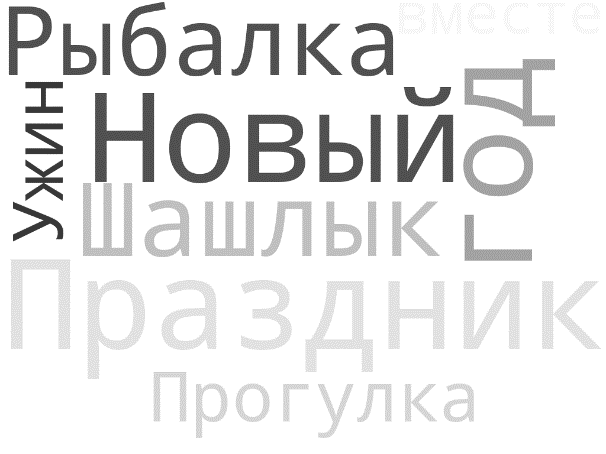 вместе
Рыбалка
Новый
год
Ужин
Шашлык
Праздник
Прогулка